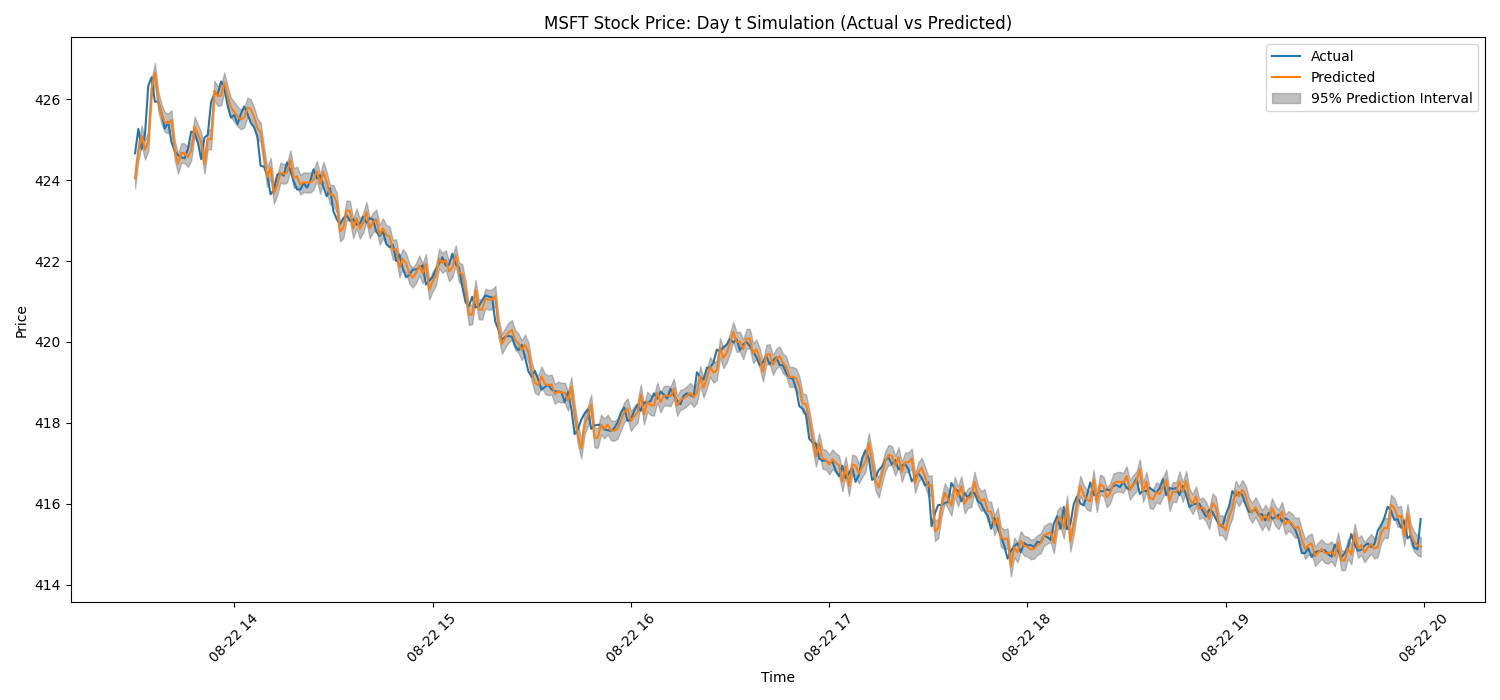 MSFT Stock Price: Day t Simulation (Actual vs Predicted)
Actual
Predicted
95% Prediction Interval
Price
426
424
422
420
418
416
414
08-22 14
08-22 15
08-22 16
08-22 17
08-22 18
08-22 19
08-22 20
Time